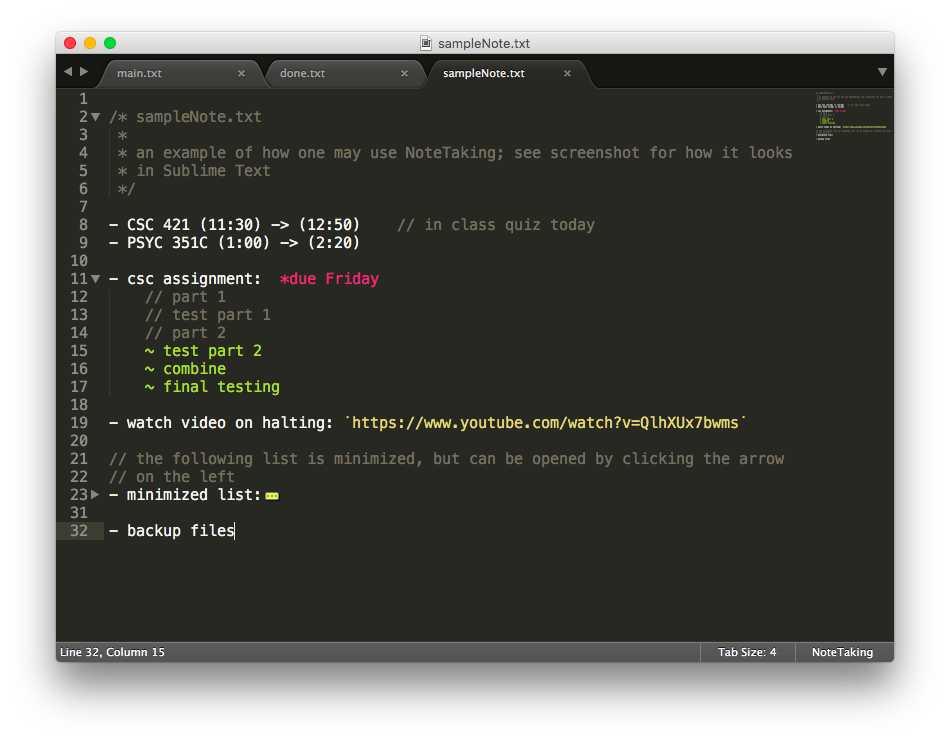 sampleNote.txt
main.txt × done.txt × sampleNote.txt ×
1
2 /* sampleNote.txt
3 *
4 * an example of how one may use NoteTaking; see screenshot for how it looks
5 * in Sublime Text
6 */
7
8 - CSC 421 (11:30) -> (12:50) // in class quiz today
9 - PSYC 351C (1:00) -> (2:20)
10
11 - csc assignment: *due Friday
12 // part 1
13 // test part 1
14 // part 2
15 ~ test part 2
16 ~ combine
17 ~ final testing
18
19 - watch video on halting: `https://www.youtube.com/watch?v=QlhXUx7bwms`
20
21 // the following list is minimized, but can be opened by clicking the arrow
22 // on the left
23 - minimized list:
31
32 - backup files
Line 32, Column 15 Tab Size: 4 NoteTaking